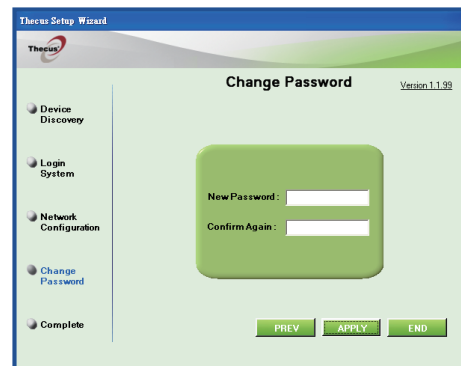 Thecus Setup Wizard
Thecus
Change Password
Version 1.1.99
Device
Discovery
Login
System
Network
Configuration
Change
Password
Complete
New Password :
Confirm Again :
PREV
APPLY
END